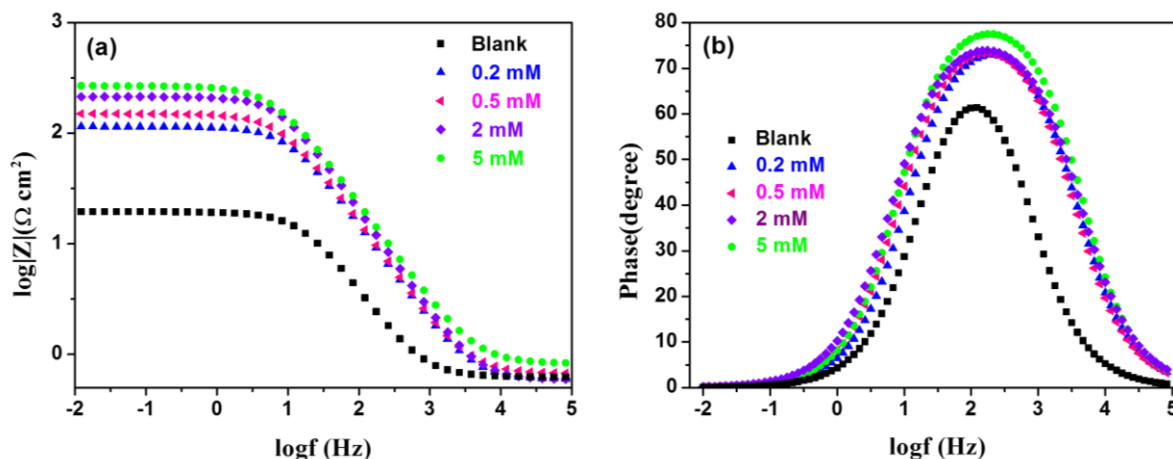 (a)
Blank
0.2 mM
0.5 mM
2 mM
5 mM
3
2
1
0
log|Z|(Ω cm²)
-2 -1 0 1 2 3 4 5
logf (Hz)
(b)
Blank
0.2 mM
0.5 mM
2 mM
5 mM
80
70
60
50
40
30
20
10
0
Phase(degree)
-2 -1 0 1 2 3 4 5
logf (Hz)